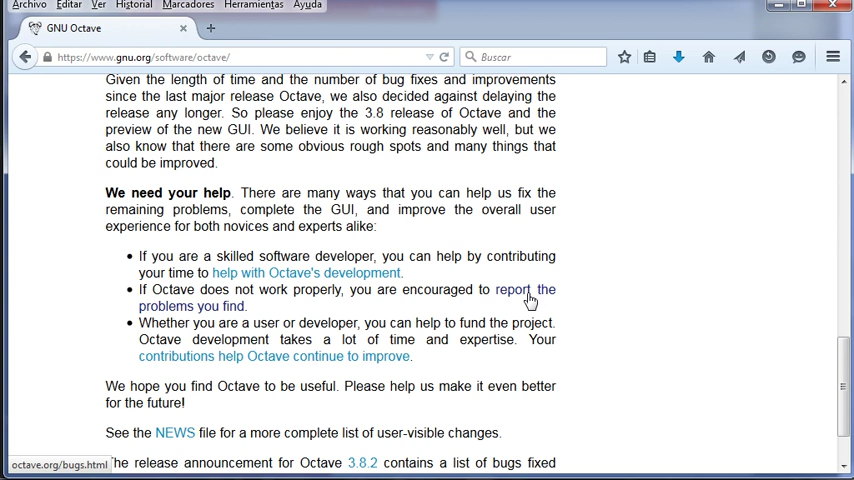 Archivo Editar Ver Historial Marcadores Herramientas Ayuda
GNU Octave
https://www.gnu.org/software/octave/
Buscar
Given the length of time and the number of bug fixes and improvements
since the last major release Octave, we also decided against delaying the
release any longer. So please enjoy the 3.8 release of Octave and the
preview of the new GUI. We believe it is working reasonably well, but we
also know that there are some obvious rough spots and many things that
could be improved.
We need your help. There are many ways that you can help us fix the
remaining problems, complete the GUI, and improve the overall user
experience for both novices and experts alike:
• If you are a skilled software developer, you can help by contributing
your time to help with Octave's development.
• If Octave does not work properly, you are encouraged to report the
problems you find.
• Whether you are a user or developer, you can help to fund the project.
Octave development takes a lot of time and expertise. Your
contributions help Octave continue to improve.
We hope you find Octave to be useful. Please help us make it even better
for the future!
See the NEWS file for a more complete list of user-visible changes.
The release announcement for Octave 3.8.2 contains a list of bugs fixed
octave.org/bugs.html